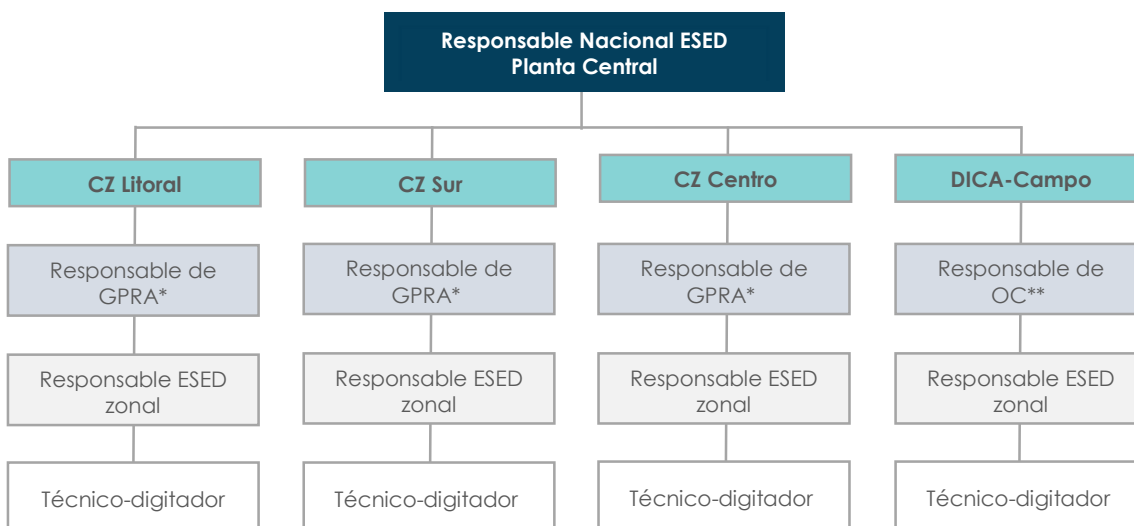 Responsable Nacional ESED
Planta Central
CZ Litoral
CZ Sur
CZ Centro
DICA-Campo
Responsable de
GPRA*
Responsable de
GPRA*
Responsable de
GPRA*
Responsable de
OC**
Responsable ESED
zonal
Responsable ESED
zonal
Responsable ESED
zonal
Responsable ESED
zonal
Técnico-digitador
Técnico-digitador
Técnico-digitador
Técnico-digitador